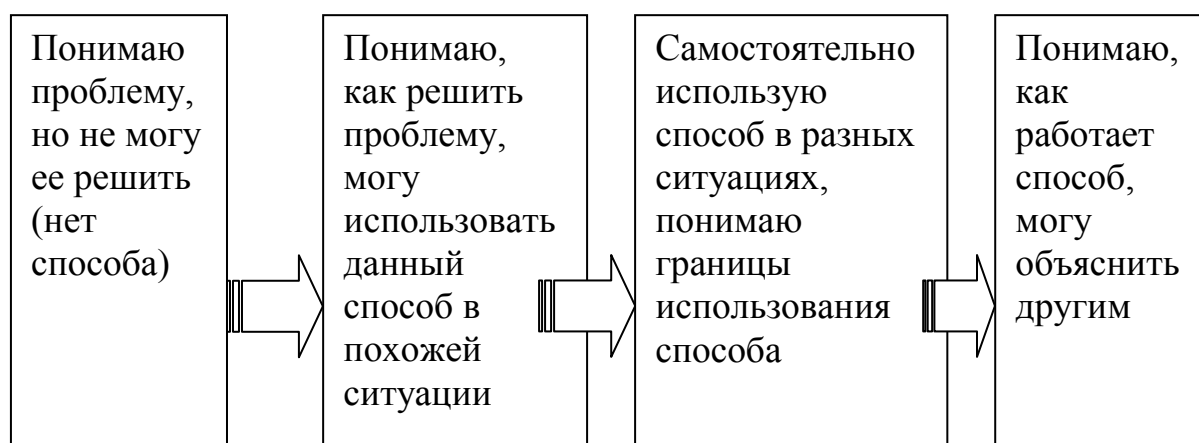 Понимаю
проблему,
но не могу
ее решить
(нет
способа)
Понимаю,
как решить
проблему,
могу
использовать
данный
способ в
похожей
ситуации
Самостоятельно
использую
способ в разных
ситуациях,
понимаю
границы
использования
способа
Понимаю,
как
работает
способ,
могу
объяснить
другим